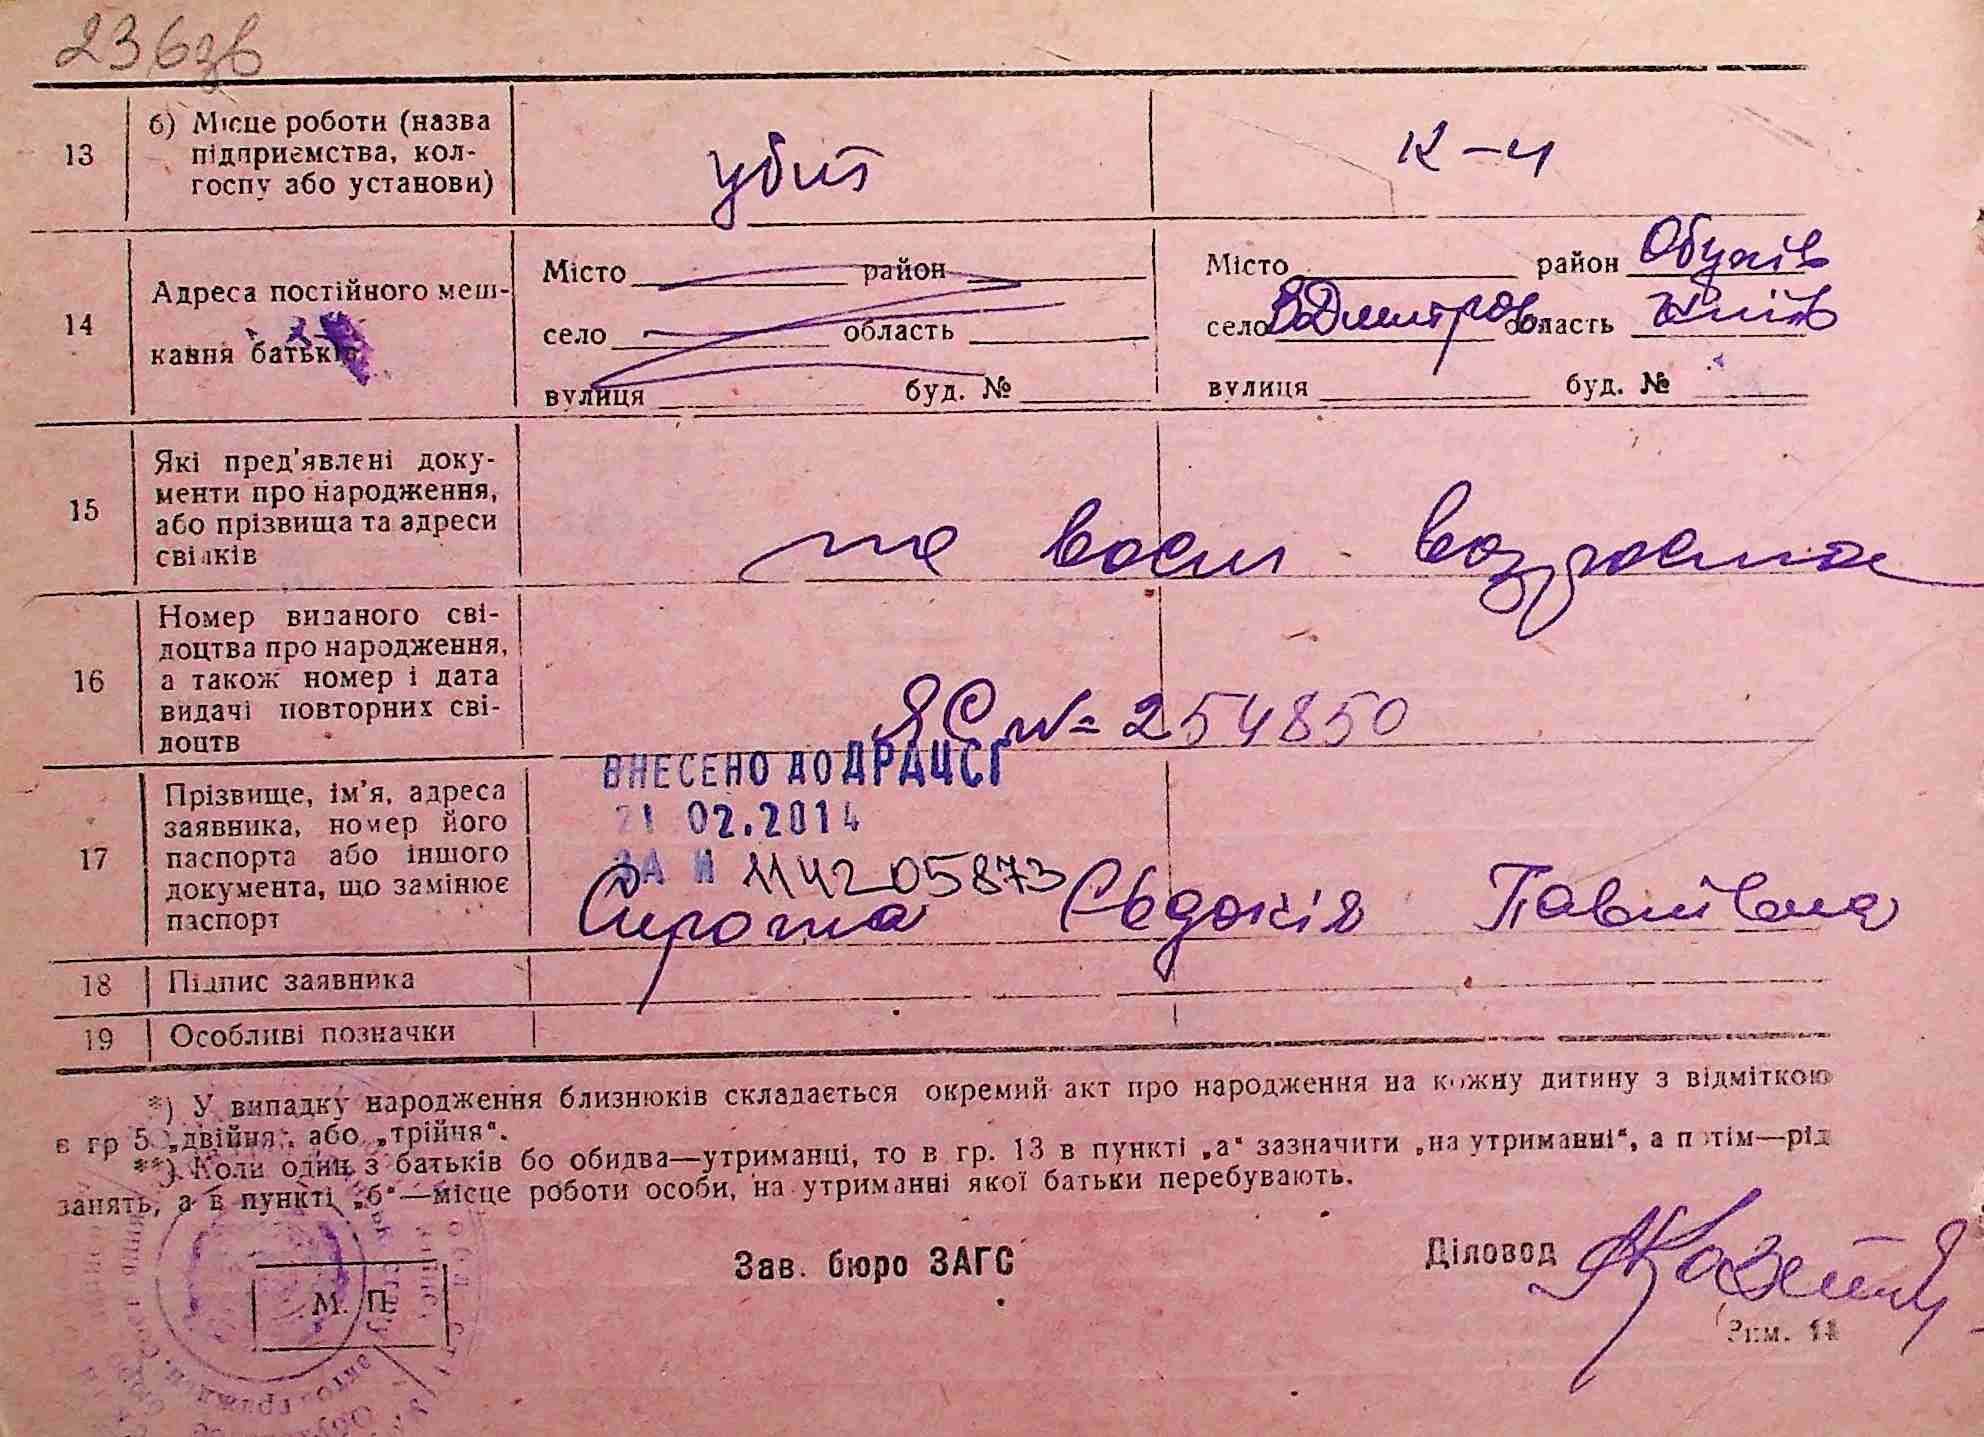 236зв
13
б) Місце роботи (назва
підприємства, кол-
госпу або установи)
убит
к-ч
14
Адреса постійного меш-
кання батьків
Місто район
село область
вулиця буд. №
Місто район Обухів
село В Дмитров область Київ
вулиця буд. №
15
Які пред'явлені доку-
менти про народження,
або прізвища та адреси
свідків
16
Номер виданого сві-
доцтва про народження,
а також номер і дата
видачі повторних сві-
доцтв
ЯС № 254850
ВНЕСЕНО ДО ДРАЦСГ
21 02.2014
ЗА N 1142205873
17
Прізвище, ім'я, адреса
заявника, номер його
паспорта або іншого
документа, що замінює
паспорт
Сирота Євдокія Павлівна
18 Підпис заявника
19 Особливі позначки
*) У випадку народження близнюків складається окремий акт про народження на кожну дитину з відміткою
в гр 5 „двійня“, або „трійня“.
**) Коли один з батьків бо обидва—утриманці, то в гр. 13 в пункті „а“ зазначити „на утриманні“, а потім—рід
занять, а в пункті „б“—місце роботи особи, на утриманні якої батьки перебувають.
М. П.
Зав. бюро ЗАГС
Діловод
Зим. 11